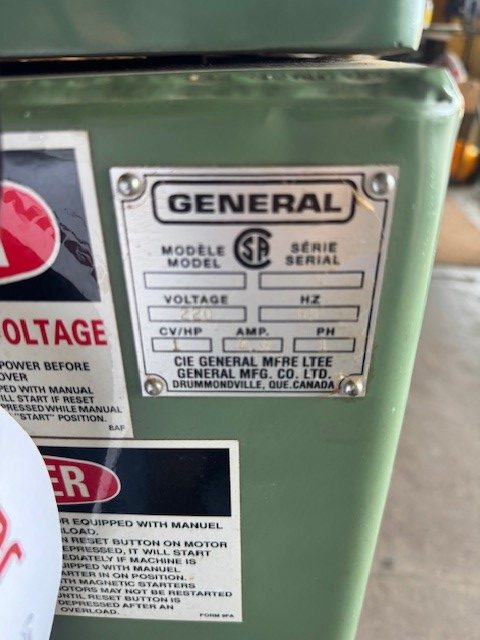 GENERAL
MODÈLE
MODEL
SÉRIE
SERIAL
VOLTAGE
HZ
220
CV/HP
AMP.
PH
1
1
CIE GENERAL MFRE LTEE
GENERAL MFG. CO. LTD.
DRUMMONDVILLE, QUE.CANADA
OLTAGE
POWER BEFORE
OVER
PED WITH MANUAL
ILL START IF RESET
PRESSED WHILE MANUAL
"START" POSITION.
8AF
ER
OR EQUIPPED WITH MANUEL
LOAD.
N RESET BUTTON ON MOTOR
EPRESSED, IT WILL START
EDIATELY IF MACHINE IS
UIPPED WITH MANUEL
ARTER IN ON POSITION.
TH MAGNETIC STARTERS
OTORS MAY NOT BE RESTARTED
UNTIL RESET BUTTON IS
DEPRESSED AFTER AN
OVERLOAD.
FORM 9FA